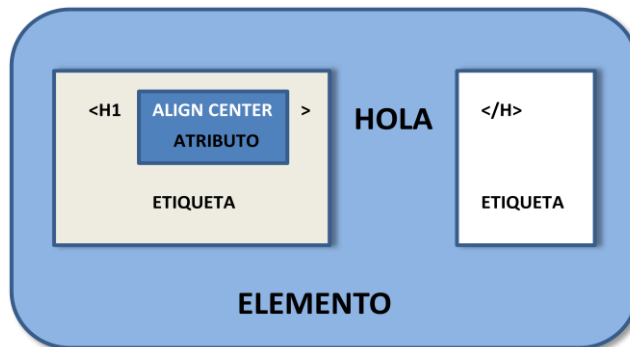 <H1 ALIGN CENTER > HOLA </H>
ATRIBUTO
ETIQUETA ETIQUETA
ELEMENTO